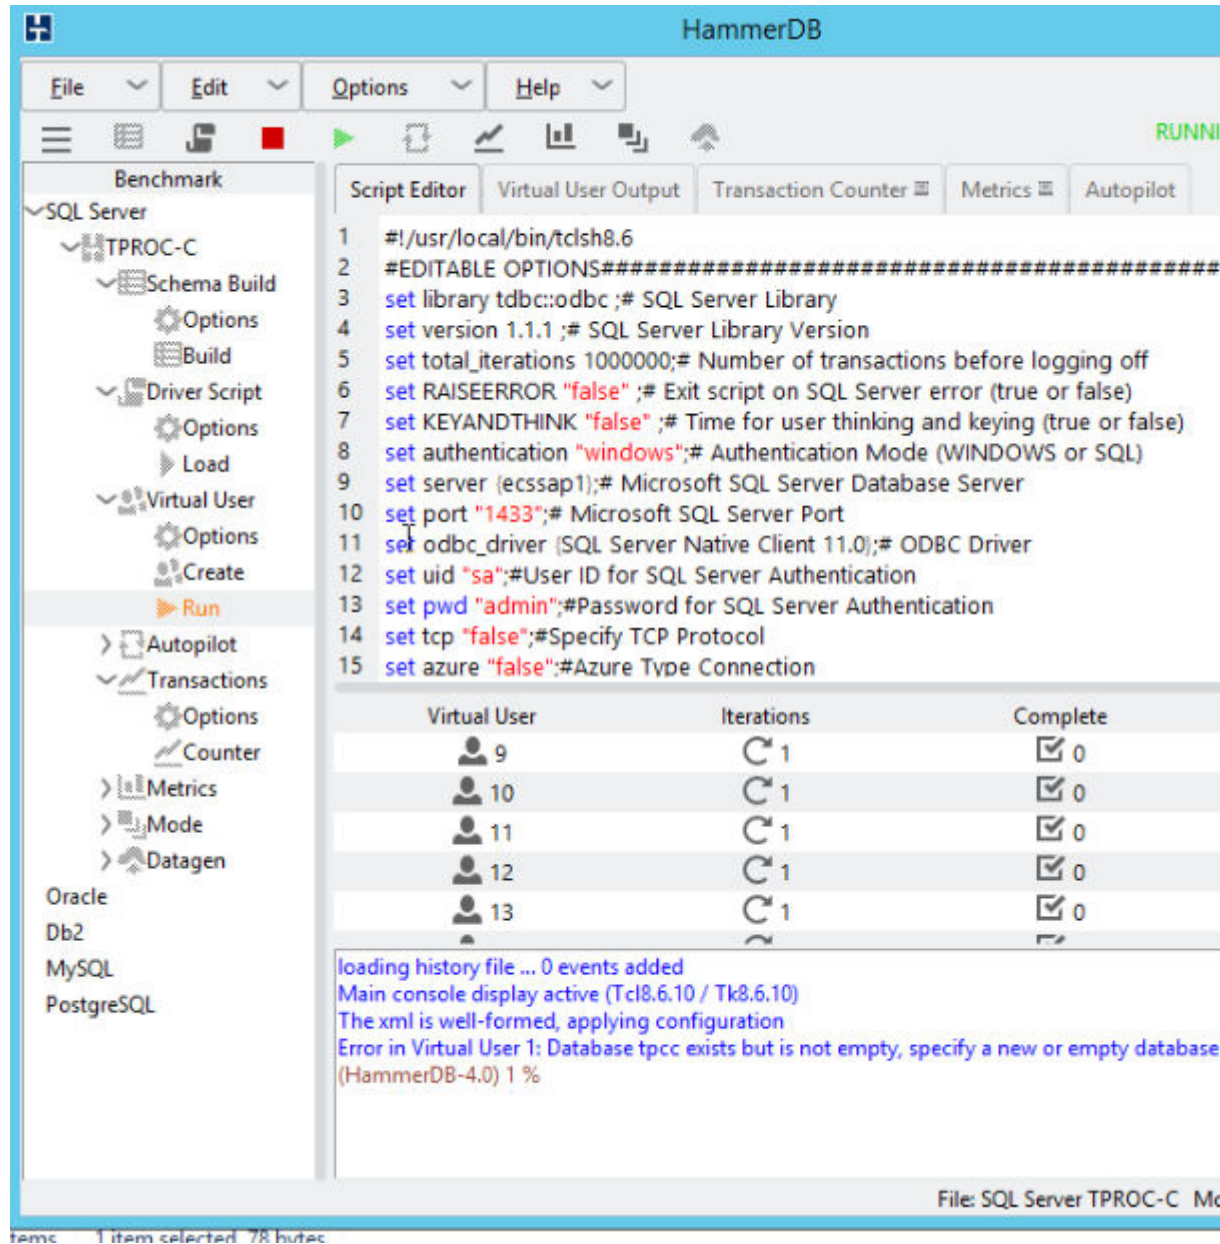 HammerDB
File Edit Options Help
RUNNI
Benchmark
SQL Server
TPROC-C
Schema Build
Options
Build
Driver Script
Options
Load
Virtual User
Options
Create
Run
Autopilot
Transactions
Options
Counter
Metrics
Mode
Datagen
Oracle
Db2
MySQL
PostgreSQL
Script Editor Virtual User Output Transaction Counter Metrics Autopilot
1 #!/usr/local/bin/tclsh8.6
2 #EDITABLE OPTIONS##########################################
3 set library tdbc::odbc ;# SQL Server Library
4 set version 1.1.1 ;# SQL Server Library Version
5 set total_iterations 1000000;# Number of transactions before logging off
6 set RAISEERROR "false" ;# Exit script on SQL Server error (true or false)
7 set KEYANDTHINK "false" ;# Time for user thinking and keying (true or false)
8 set authentication "windows";# Authentication Mode (WINDOWS or SQL)
9 set server {ecssap1};# Microsoft SQL Server Database Server
10 set port "1433";# Microsoft SQL Server Port
11 set odbc_driver {SQL Server Native Client 11.0};# ODBC Driver
12 set uid "sa";#User ID for SQL Server Authentication
13 set pwd "admin";#Password for SQL Server Authentication
14 set tcp "false";#Specify TCP Protocol
15 set azure "false";#Azure Type Connection
Virtual User Iterations Complete
9 1 0
10 1 0
11 1 0
12 1 0
13 1 0
loading history file ... 0 events added
Main console display active (Tcl8.6.10 / Tk8.6.10)
The xml is well-formed, applying configuration
Error in Virtual User 1: Database tpcc exists but is not empty, specify a new or empty database
(HammerDB-4.0) 1 %
File: SQL Server TPROC-C Mo
tems 1 item selected 78 bytes